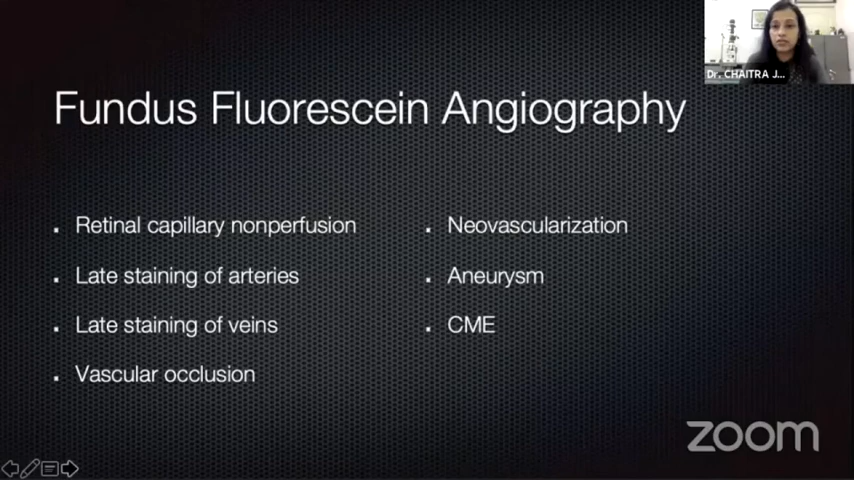 Dr. CHAITRA J...
Fundus Fluorescein Angiography
Retinal capillary nonperfusion
Late staining of arteries
Late staining of veins
Vascular occlusion
Neovascularization
Aneurysm
CME
zoom